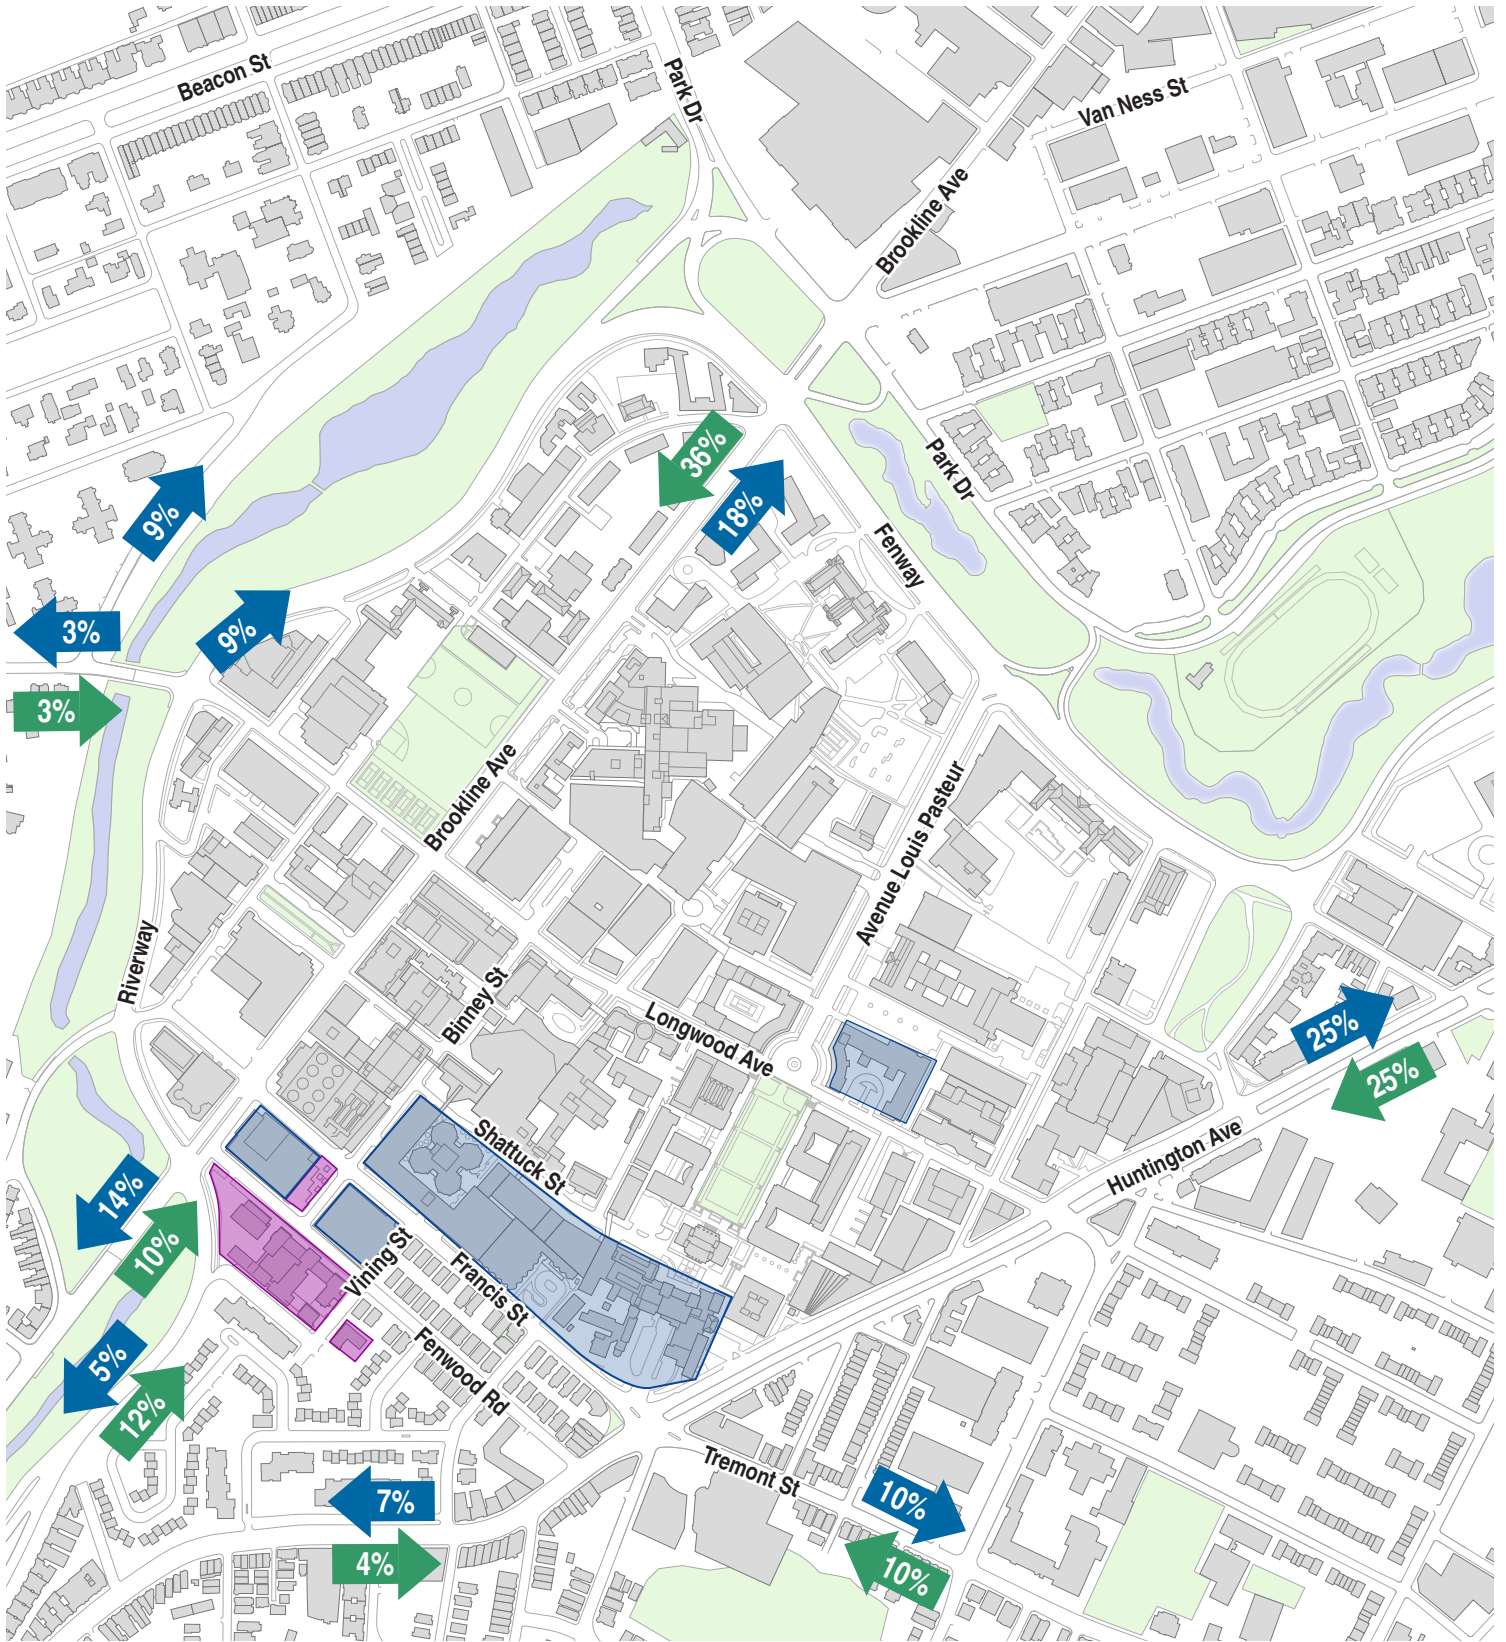 Beacon St
Park Dr
Van Ness St
Brookline Ave
36%
Park Dr
9%
18%
Fenway
3%
9%
3%
Brookline Ave
Avenue Louis Pasteur
Riverway
Binney St
Longwood Ave
25%
25%
Shattuck St
Huntington Ave
14%
10%
Vining St
Francis St
5%
Fenwood Rd
12%
Tremont St
7%
10%
4%
10%